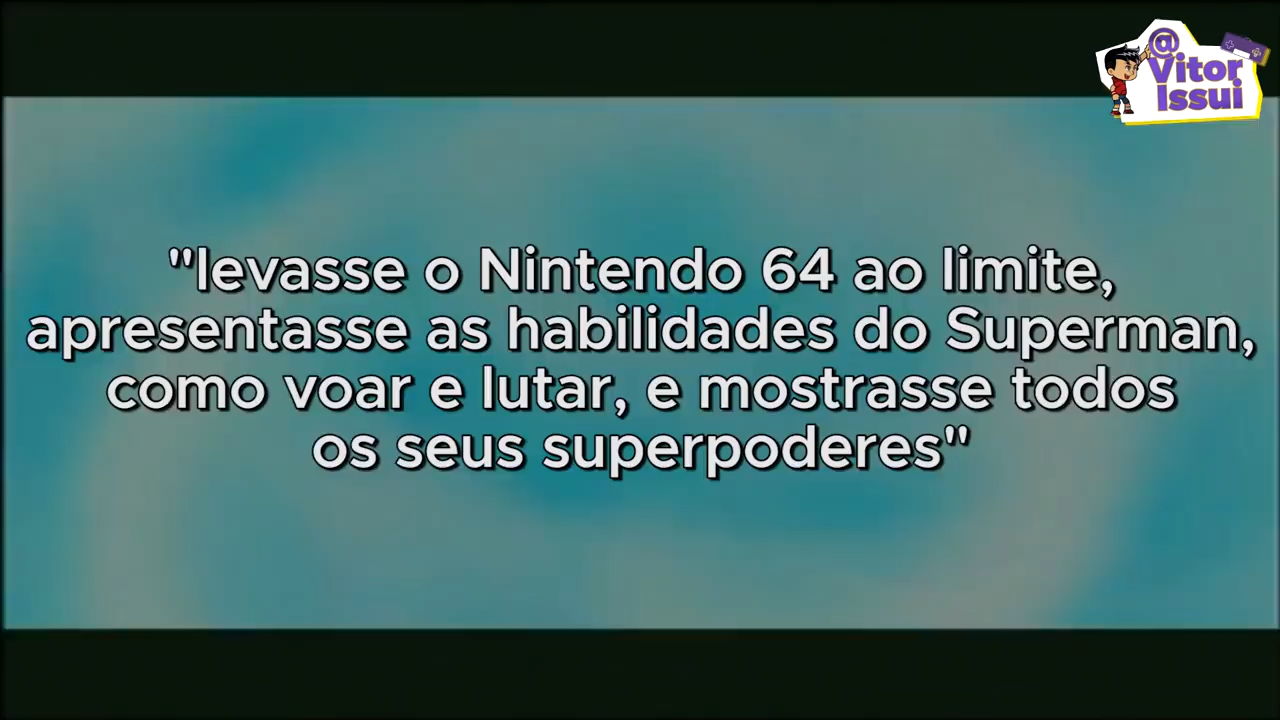 @
Vitor
Issui
"levasse o Nintendo 64 ao limite,
apresentasse as habilidades do Superman,
como voar e lutar, e mostrasse todos
os seus superpoderes"